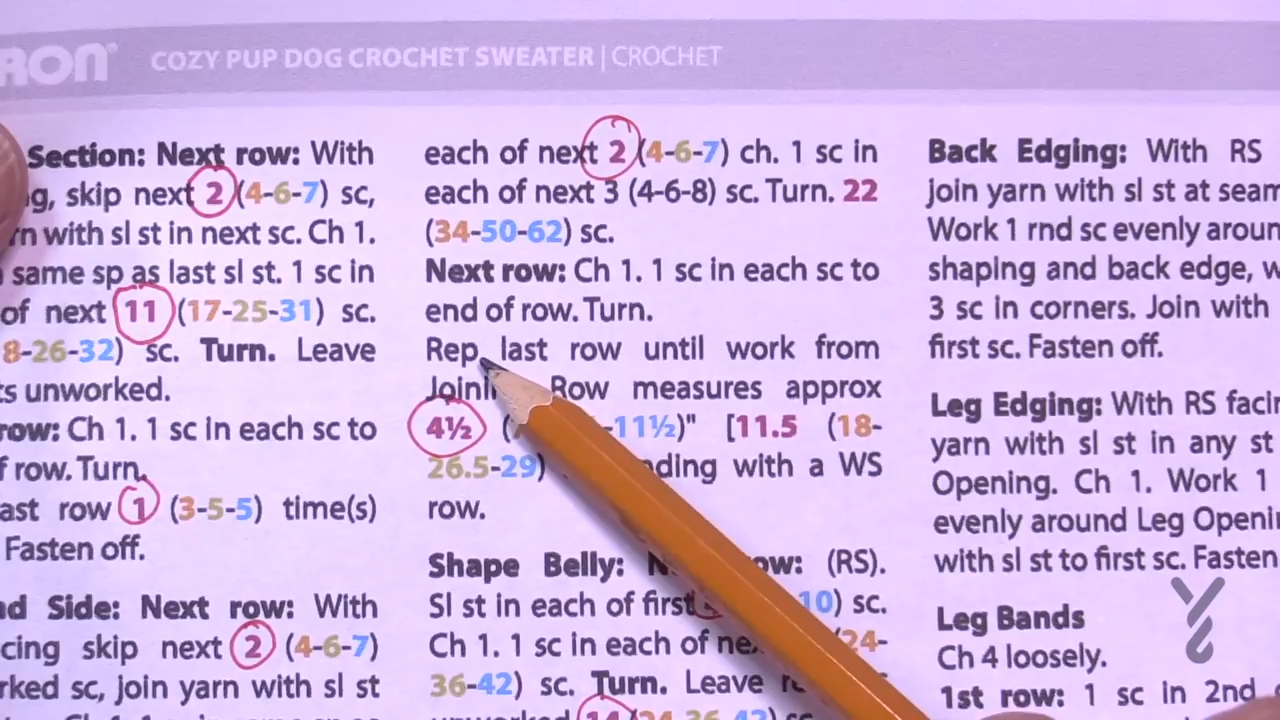 RON® COZY PUP DOG CROCHET SWEATER | CROCHET
Section: Next row: With
skip next 2 (4-6-7) sc,
with sl st in next sc. Ch 1.
same sp as last sl st. 1 sc in
of next 11 (17-25-31) sc.
8-26-32) sc. Turn. Leave
unworked.
row: Ch 1. 1 sc in each sc to
row. Turn.
row 1 (3-5-5) time(s)
Fasten off.
Side: Next row: With
skip next 2 (4-6-7)
sc, join yarn with sl st
each of next 2 (4-6-7) ch. 1 sc in
each of next 3 (4-6-8) sc. Turn. 22
(34-50-62) sc.
Next row: Ch 1. 1 sc in each sc to
end of row. Turn.
Rep last row until work from
Row measures approx
4½ ( -11½)" [11.5 (18-
26.5-29) with a WS
row.
Shape Belly: (RS).
Sl st in each of first 10) sc.
Ch 1. 1 sc in each of (24-
36-42) sc. Turn. Leave
14 (24-36-42) sc
Back Edging: With RS
join yarn with sl st at seam
Work 1 rnd sc evenly
shaping and back edge,
3 sc in corners. Join with
first sc. Fasten off.
Leg Edging: With RS
yarn with sl st in any st
Opening. Ch 1. Work 1
evenly around Leg
with sl st to first sc. Fasten
Leg Bands
Ch 4 loosely.
1st row: 1 sc in 2nd